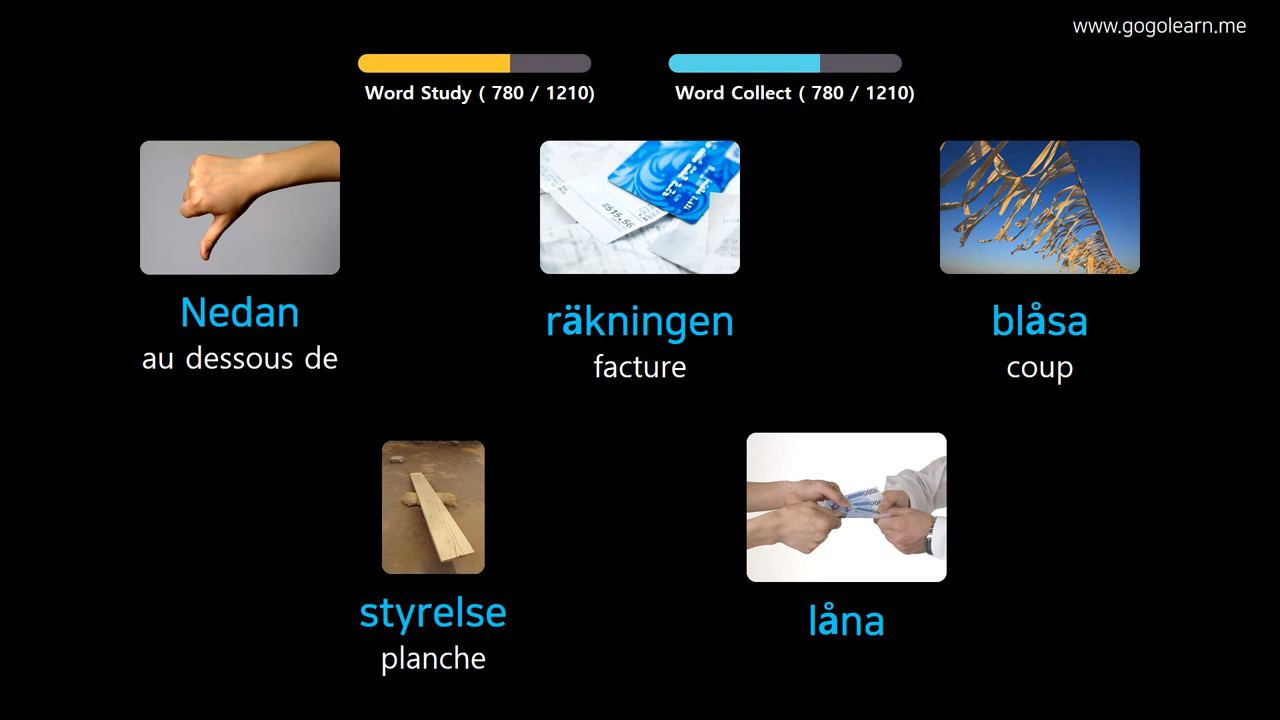 www.gogolearn.me
Word Study ( 780 / 1210)
Word Collect ( 780 / 1210)
Nedan
au dessous de
räkningen
facture
blåsa
coup
styrelse
planche
låna